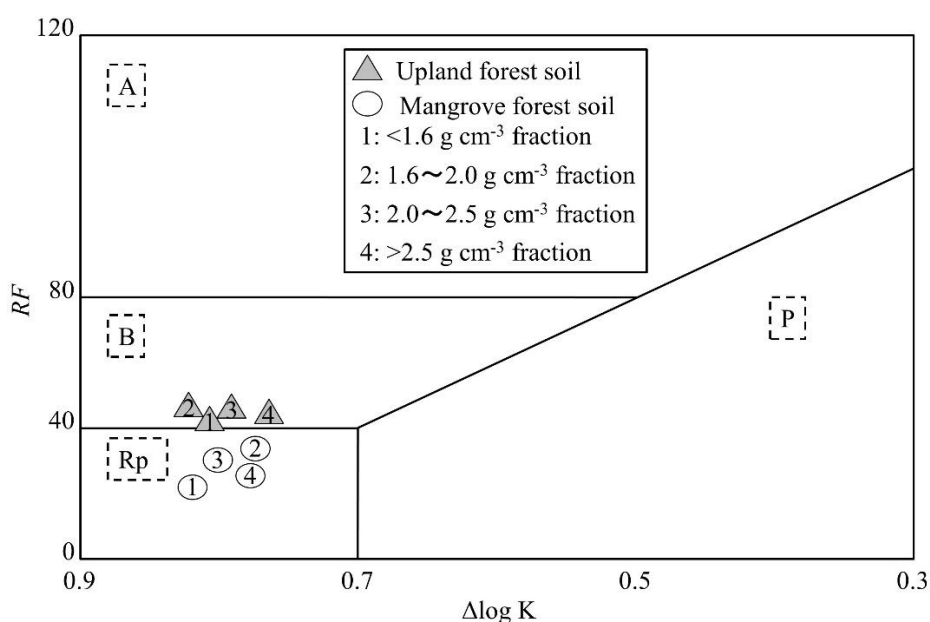 120
A
Upland forest soil
Mangrove forest soil
1: <1.6 g cm⁻³ fraction
2: 1.6～2.0 g cm⁻³ fraction
3: 2.0～2.5 g cm⁻³ fraction
4: >2.5 g cm⁻³ fraction
RF
80
B
P
2 1 3 4
40
Rp
1 3 2 4
0
0.9 0.7 0.5 0.3
Δlog K